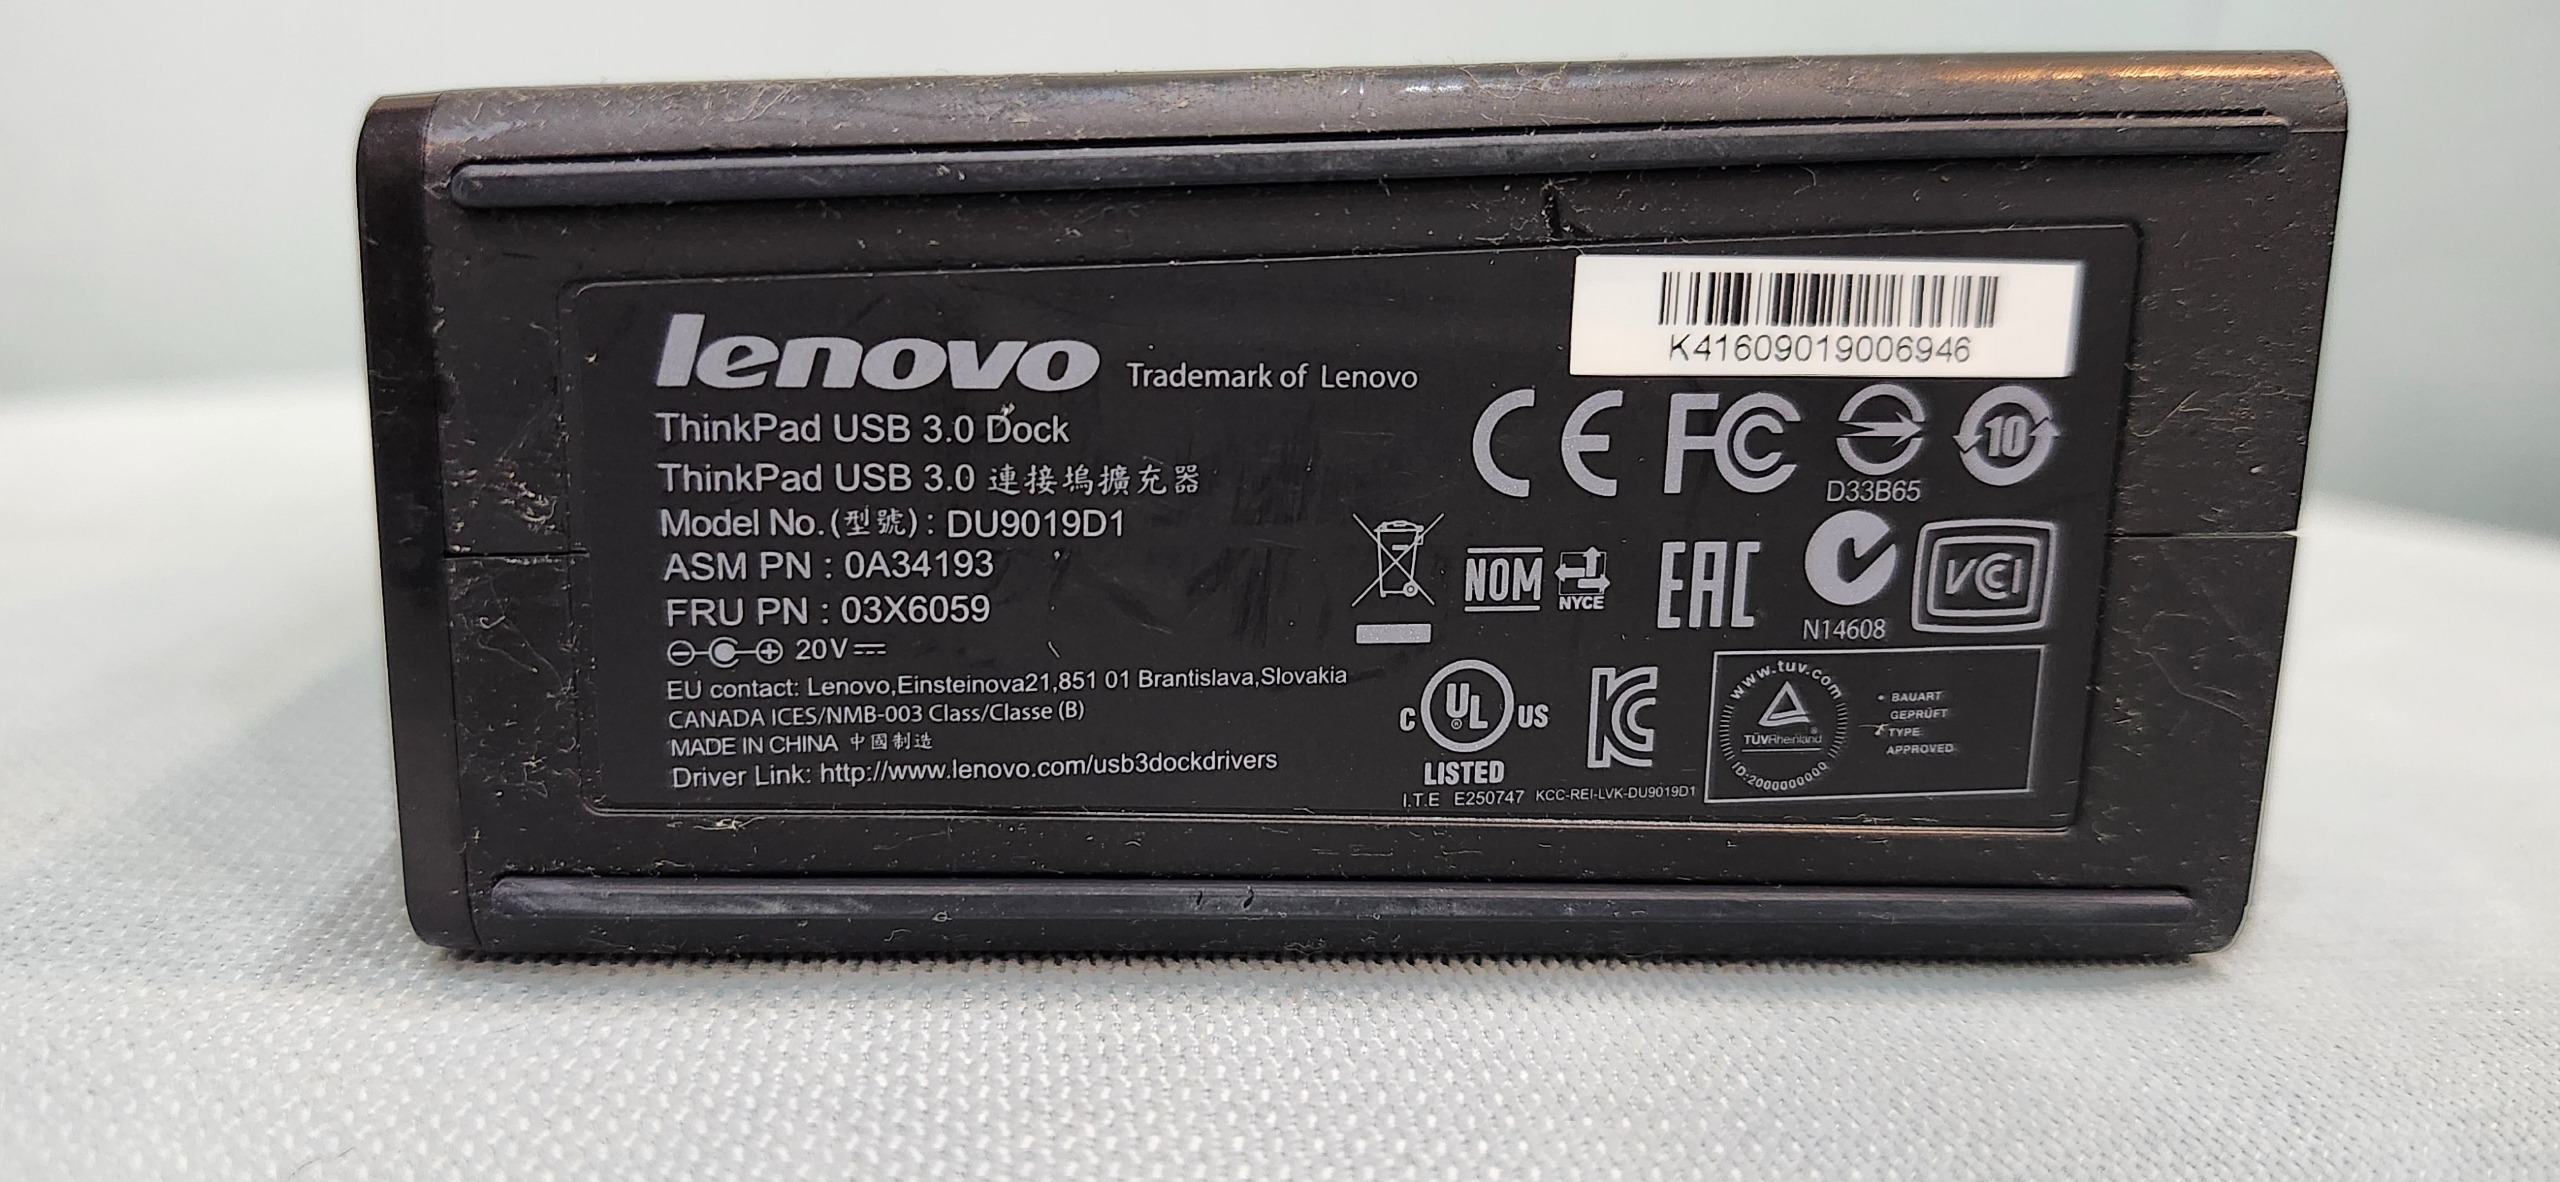 lenovo Trademark of Lenovo
ThinkPad USB 3.0 Dock
ThinkPad USB 3.0 連接塢擴充器
Model No.(型號): DU9019D1
ASM PN : 0A34193
FRU PN : 03X6059
20V
EU contact: Lenovo,Einsteinova21,851 01 Brantislava,Slovakia
CANADA ICES/NMB-003 Class/Classe (B)
MADE IN CHINA 中國制造
Driver Link: http://www.lenovo.com/usb3dockdrivers
K41609019006946
CE FC 10
D33B65
NOM NYCE EAC VCI
N14608
C UL ® US
LISTED
I.T.E E250747 KCC-REI-LVK-DU9019D1
www.tuv.com
TÜVRheinland ®
ID:2000000000
BAUART
GEPRÜFT
TYPE
APPROVED